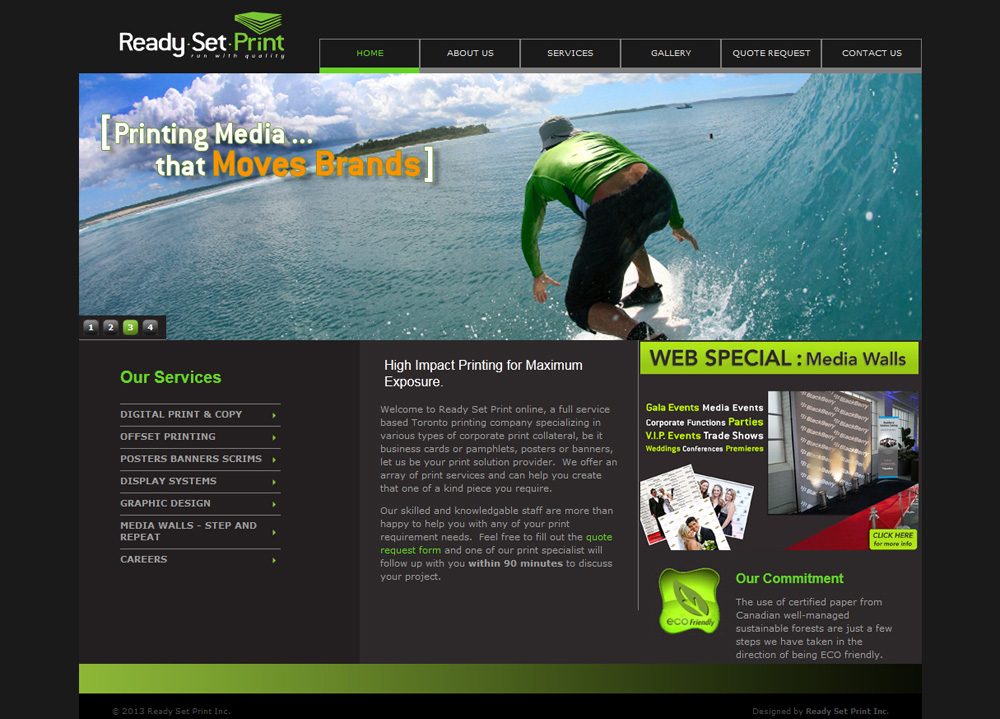 Ready·Set·Print
run with quality
HOME
ABOUT US
SERVICES
GALLERY
QUOTE REQUEST
CONTACT US
[Printing Media ...
that Moves Brands]
1 2 3 4
Our Services
DIGITAL PRINT & COPY
OFFSET PRINTING
POSTERS BANNERS SCRIMS
DISPLAY SYSTEMS
GRAPHIC DESIGN
MEDIA WALLS - STEP AND
REPEAT
CAREERS
High Impact Printing for Maximum
Exposure.
Welcome to Ready Set Print online, a full service
based Toronto printing company specializing in
various types of corporate print collateral, be it
business cards or pamphlets, posters or banners,
let us be your print solution provider.  We offer an
array of print services and can help you create
that one of a kind piece you require.
Our skilled and knowledgable staff are more than
happy to help you with any of your print
requirement needs.  Feel free to fill out the quote
request form and one of our print specialist will
follow up with you within 90 minutes to discuss
your project.
WEB SPECIAL : Media Walls
Gala Events Media Events
Corporate Functions Parties
V.I.P. Events Trade Shows
Weddings Conferences Premieres
BlackBerry
CLICK HERE
for more info
eco Friendly
Our Commitment
The use of certified paper from
Canadian well-managed
sustainable forests are just a few
steps we have taken in the
direction of being ECO friendly.
© 2013 Ready Set Print Inc.
Designed by Ready Set Print Inc.